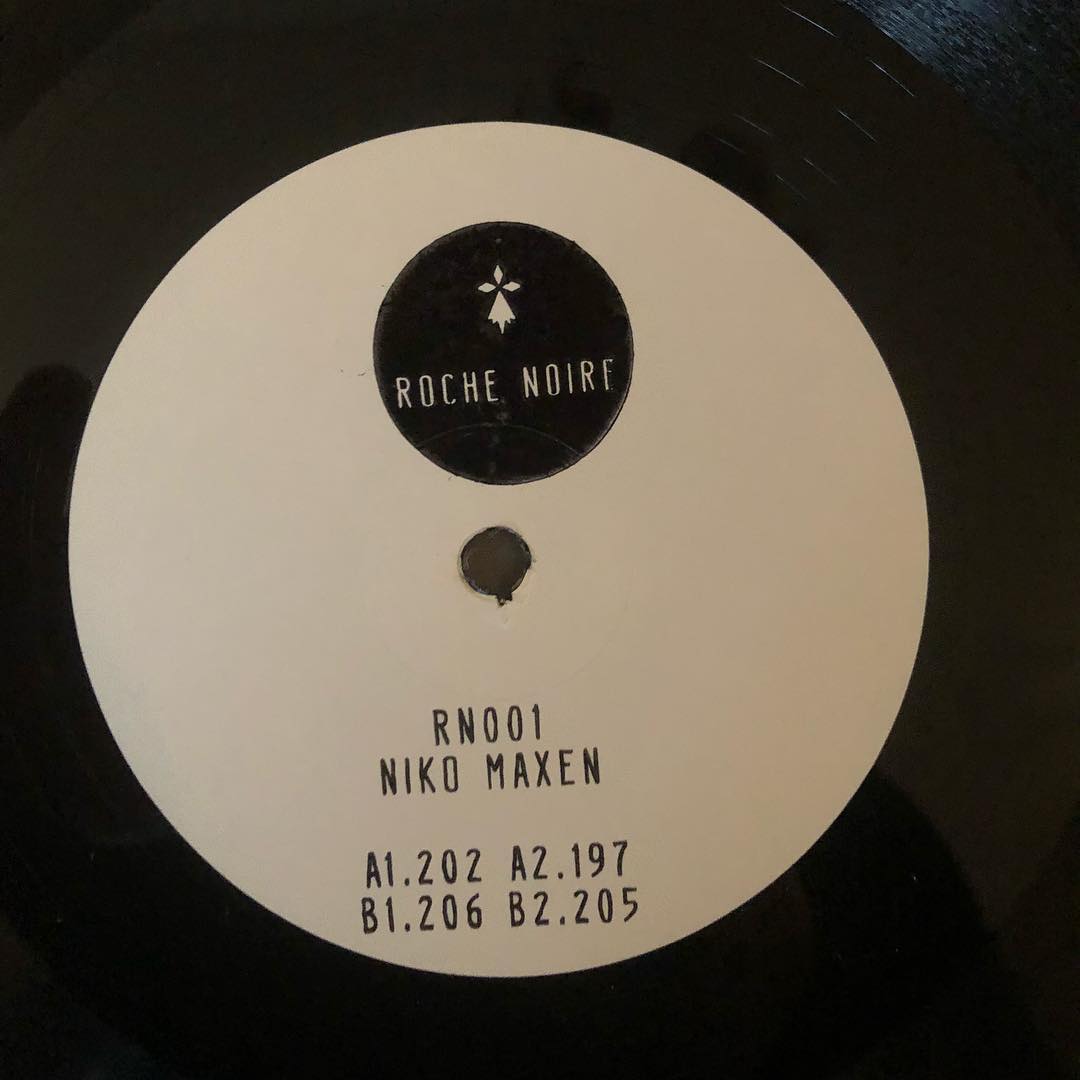 ROCHE NOIRE
RN001
NIKO MAXEN
A1.202 A2.197
B1.206 B2.205